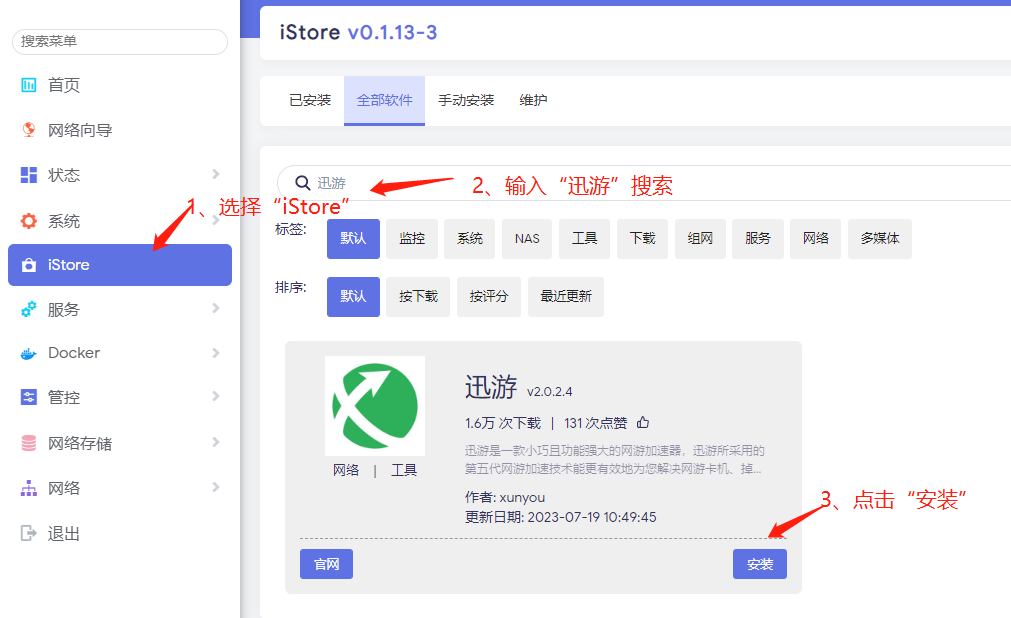 搜索菜单
首页
网络向导
状态
系统
iStore
服务
Docker
管控
网络存储
网络
退出
1、选择“iStore”
iStore v0.1.13-3
已安装 全部软件 手动安装 维护
迅游
2、输入“迅游”搜索
标签: 默认 监控 系统 NAS 工具 下载 组网 服务 网络 多媒体
排序: 默认 按下载 按评分 最近更新
迅游 v2.0.2.4
1.6万 次下载 | 131 次点赞
迅游是一款小巧且功能强大的网游加速器，迅游所采用的
第五代网游加速技术能更有效地为您解决网游卡机、掉...
网络 | 工具
作者: xunyou
更新日期: 2023-07-19 10:49:45
3、点击“安装”
官网 安装